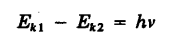 E_{k1} − E_{k2} = hν